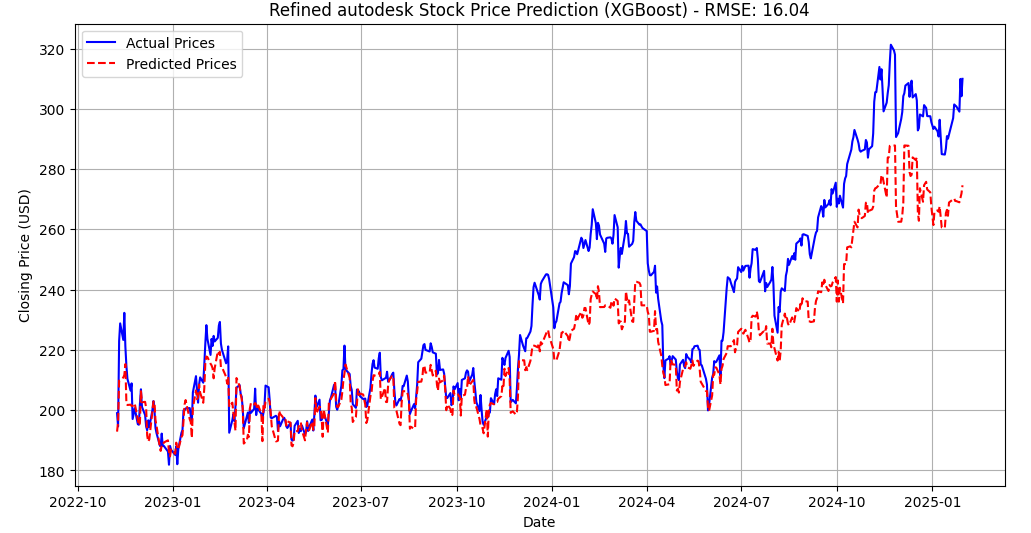 Refined autodesk Stock Price Prediction (XGBoost) - RMSE: 16.04
Actual Prices
Predicted Prices
Closing Price (USD)
320
300
280
260
240
220
200
180
2022-10 2023-01 2023-04 2023-07 2023-10 2024-01 2024-04 2024-07 2024-10 2025-01
Date